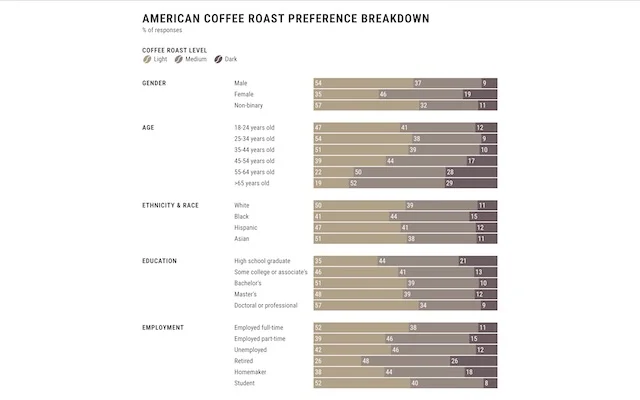 AMERICAN COFFEE ROAST PREFERENCE BREAKDOWN
% of responses
COFFEE ROAST LEVEL
Light Medium Dark
GENDER Male 54 37 9
Female 35 46 19
Non-binary 57 32 11
AGE 18-24 years old 47 41 12
25-34 years old 54 38 9
35-44 years old 51 39 10
45-54 years old 39 44 17
55-64 years old 22 50 28
>65 years old 19 52 29
ETHNICITY & RACE White 50 39 11
Black 41 44 15
Hispanic 47 41 12
Asian 51 38 11
EDUCATION High school graduate 35 44 21
Some college or associate's 46 41 13
Bachelor's 51 39 10
Master's 48 39 12
Doctoral or professional 57 34 9
EMPLOYMENT Employed full-time 52 38 11
Employed part-time 39 46 15
Unemployed 42 46 12
Retired 26 48 26
Homemaker 38 44 18
Student 52 40 8